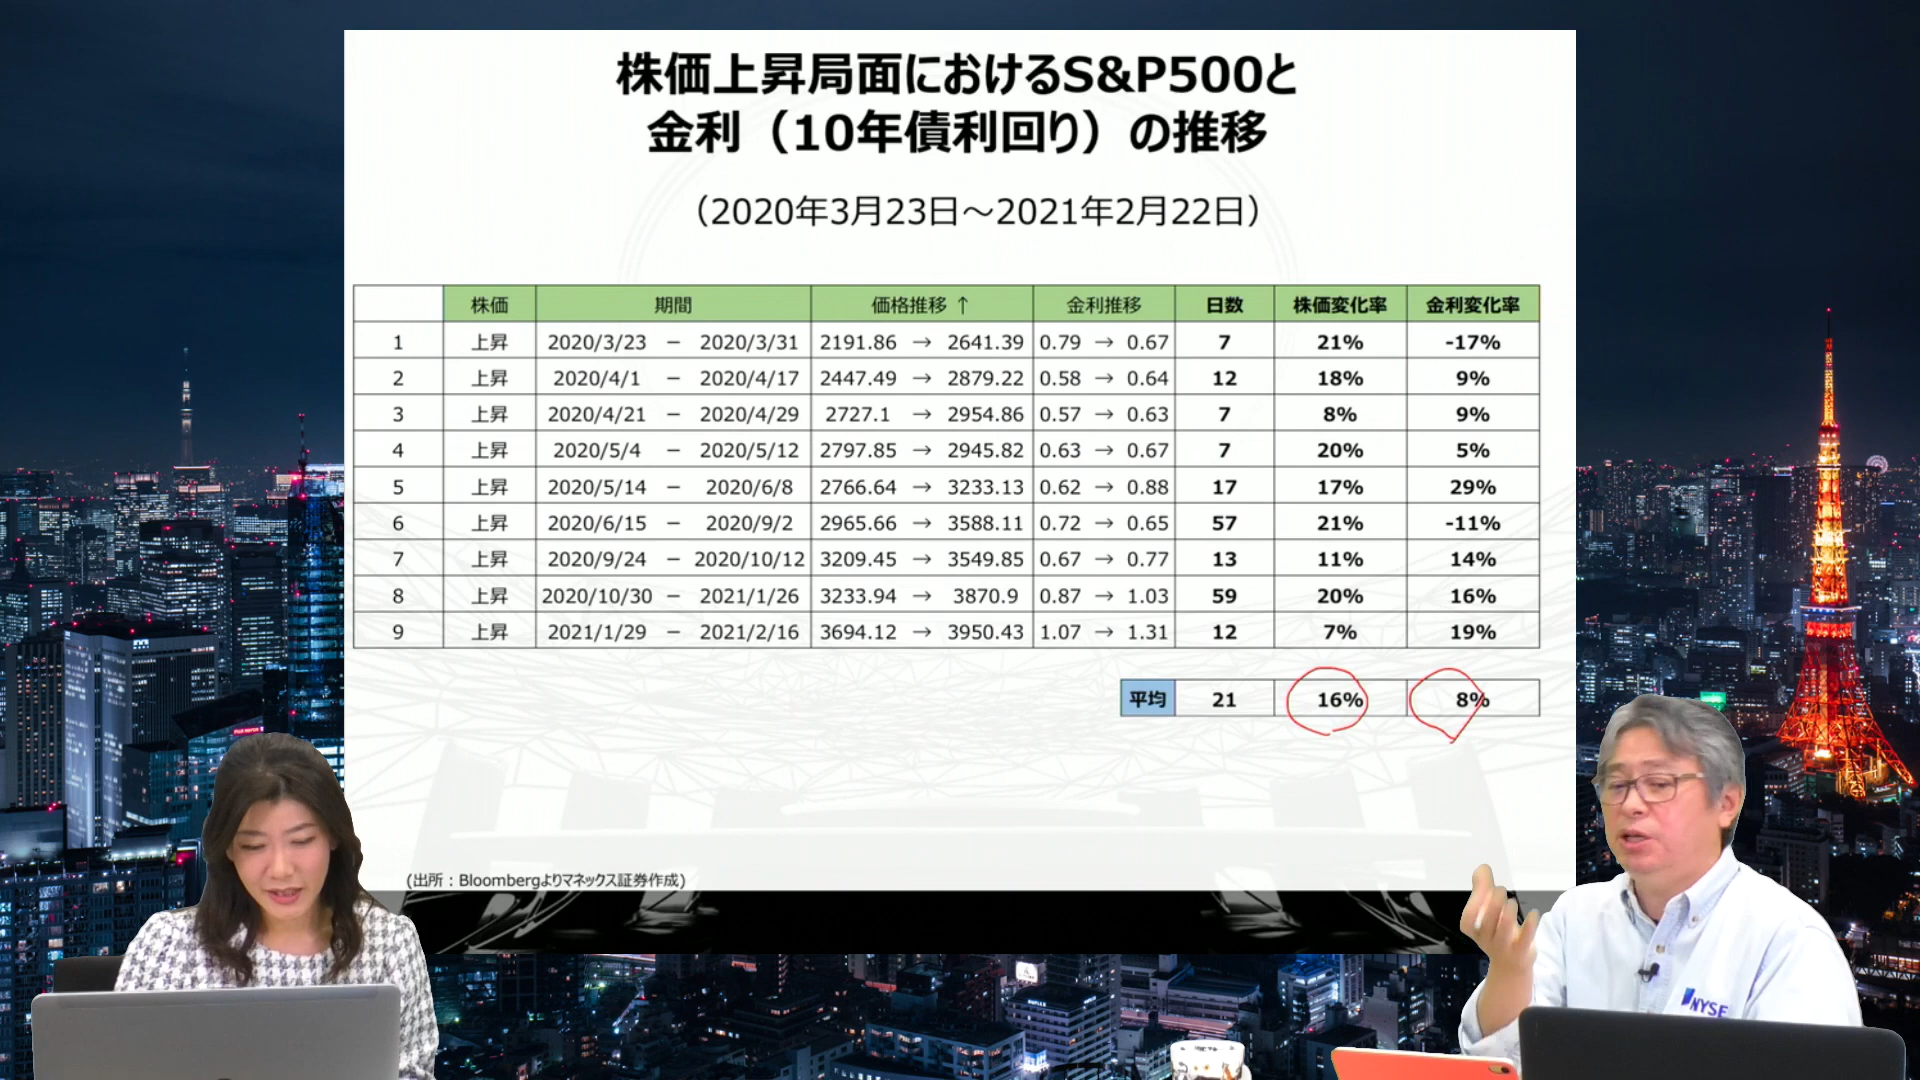 株価上昇局面におけるS&P500と
金利（10年債利回り）の推移
（2020年3月23日～2021年2月22日）
株価 期間 価格推移 ↑ 金利推移 日数 株価変化率 金利変化率
1 上昇 2020/3/23 － 2020/3/31 2191.86 → 2641.39 0.79 → 0.67 7 21% -17%
2 上昇 2020/4/1 － 2020/4/17 2447.49 → 2879.22 0.58 → 0.64 12 18% 9%
3 上昇 2020/4/21 － 2020/4/29 2727.1 → 2954.86 0.57 → 0.63 7 8% 9%
4 上昇 2020/5/4 － 2020/5/12 2797.85 → 2945.82 0.63 → 0.67 7 20% 5%
5 上昇 2020/5/14 － 2020/6/8 2766.64 → 3233.13 0.62 → 0.88 17 17% 29%
6 上昇 2020/6/15 － 2020/9/2 2965.66 → 3588.11 0.72 → 0.65 57 21% -11%
7 上昇 2020/9/24 － 2020/10/12 3209.45 → 3549.85 0.67 → 0.77 13 11% 14%
8 上昇 2020/10/30 － 2021/1/26 3233.94 → 3870.9 0.87 → 1.03 59 20% 16%
9 上昇 2021/1/29 － 2021/2/16 3694.12 → 3950.43 1.07 → 1.31 12 7% 19%
平均 21 16% 8%
(出所：Bloombergよりマネックス証券作成)
NYSE